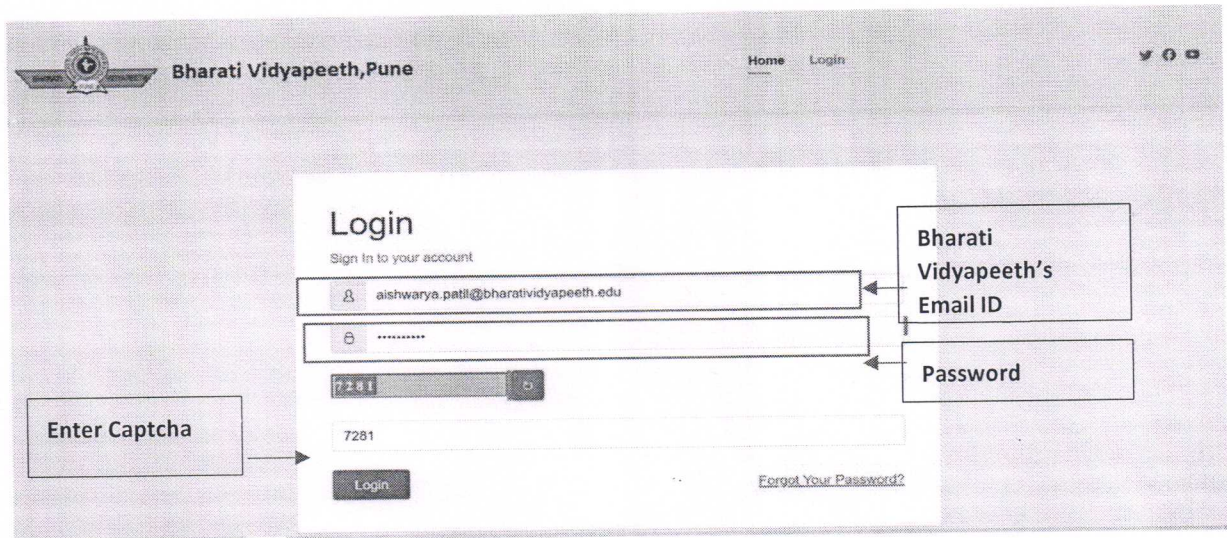 Bharati Vidyapeeth,Pune
Home Login
Login
Sign In to your account
aishwarya.patil@bharatividyapeeth.edu
Bharati
Vidyapeeth's
Email ID
••••••••••
Password
7281
Enter Captcha
7281
Login
Forgot Your Password?